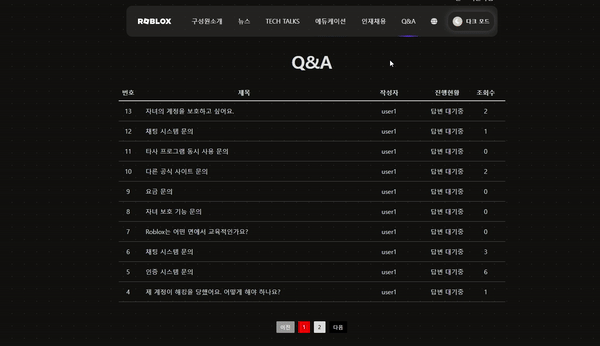 ROBLOX 구성원소개 뉴스 TECH TALKS 에듀케이션 인재채용 Q&A 다크 모드
Q&A
번호 제목 작성자 진행현황 조회수
13 자녀의 계정을 보호하고 싶어요. user1 답변 대기중 2
12 채팅 시스템 문의 user1 답변 대기중 1
11 타사 프로그램 동시 사용 문의 user1 답변 대기중 0
10 다른 공식 사이트 문의 user1 답변 대기중 2
9 요금 문의 user1 답변 대기중 0
8 자녀 보호 기능 문의 user1 답변 대기중 0
7 Roblox는 어떤 면에서 교육적인가요? user1 답변 대기중 0
6 채팅 시스템 문의 user1 답변 대기중 3
5 인증 시스템 문의 user1 답변 대기중 6
4 제 계정이 해킹을 당했어요. 어떻게 해야 하나요? user1 답변 대기중 1
이전 1 2 다음